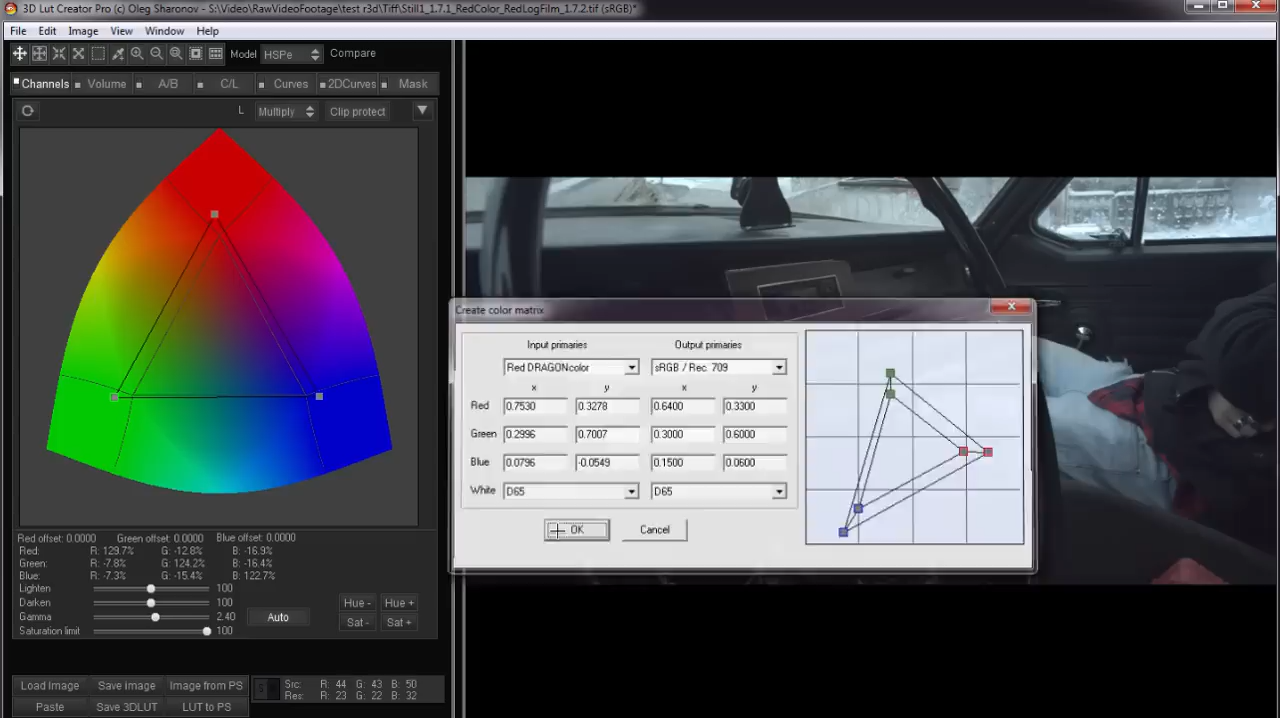 3D Lut Creator Pro (c) Oleg Sharonov - S:\Video\RawVideoFootage\test r3d\Tiff\Still1_1.7.1_RedColor_RedLogFilm_1.7.2.tif (sRGB)*
File Edit Image View Window Help
Model HSPe Compare
Channels Volume A/B C/L Curves 2DCurves Mask
L Multiply Clip protect
Create color matrix
Input primaries Output primaries
Red DRAGONcolor sRGB / Rec. 709
x y x y
Red 0.7530 0.3278 0.6400 0.3300
Green 0.2996 0.7007 0.3000 0.6000
Blue 0.0796 -0.0549 0.1500 0.0600
White D65 D65
OK Cancel
Red offset: 0.0000 Green offset: 0.0000 Blue offset: 0.0000
Red: R: 129.7% G: -12.8% B: -16.9%
Green: R: -7.8% G: 124.2% B: -16.4%
Blue: R: -7.3% G: -15.4% B: 122.7%
Lighten 100
Darken 100 Hue - Hue +
Gamma 2.40 Auto Sat - Sat +
Saturation limit 100
Load Image Save image Image from PS Src: R: 44 G: 43 B: 50
Res: R: 23 G: 22 B: 32
Paste Save 3DLUT LUT to PS